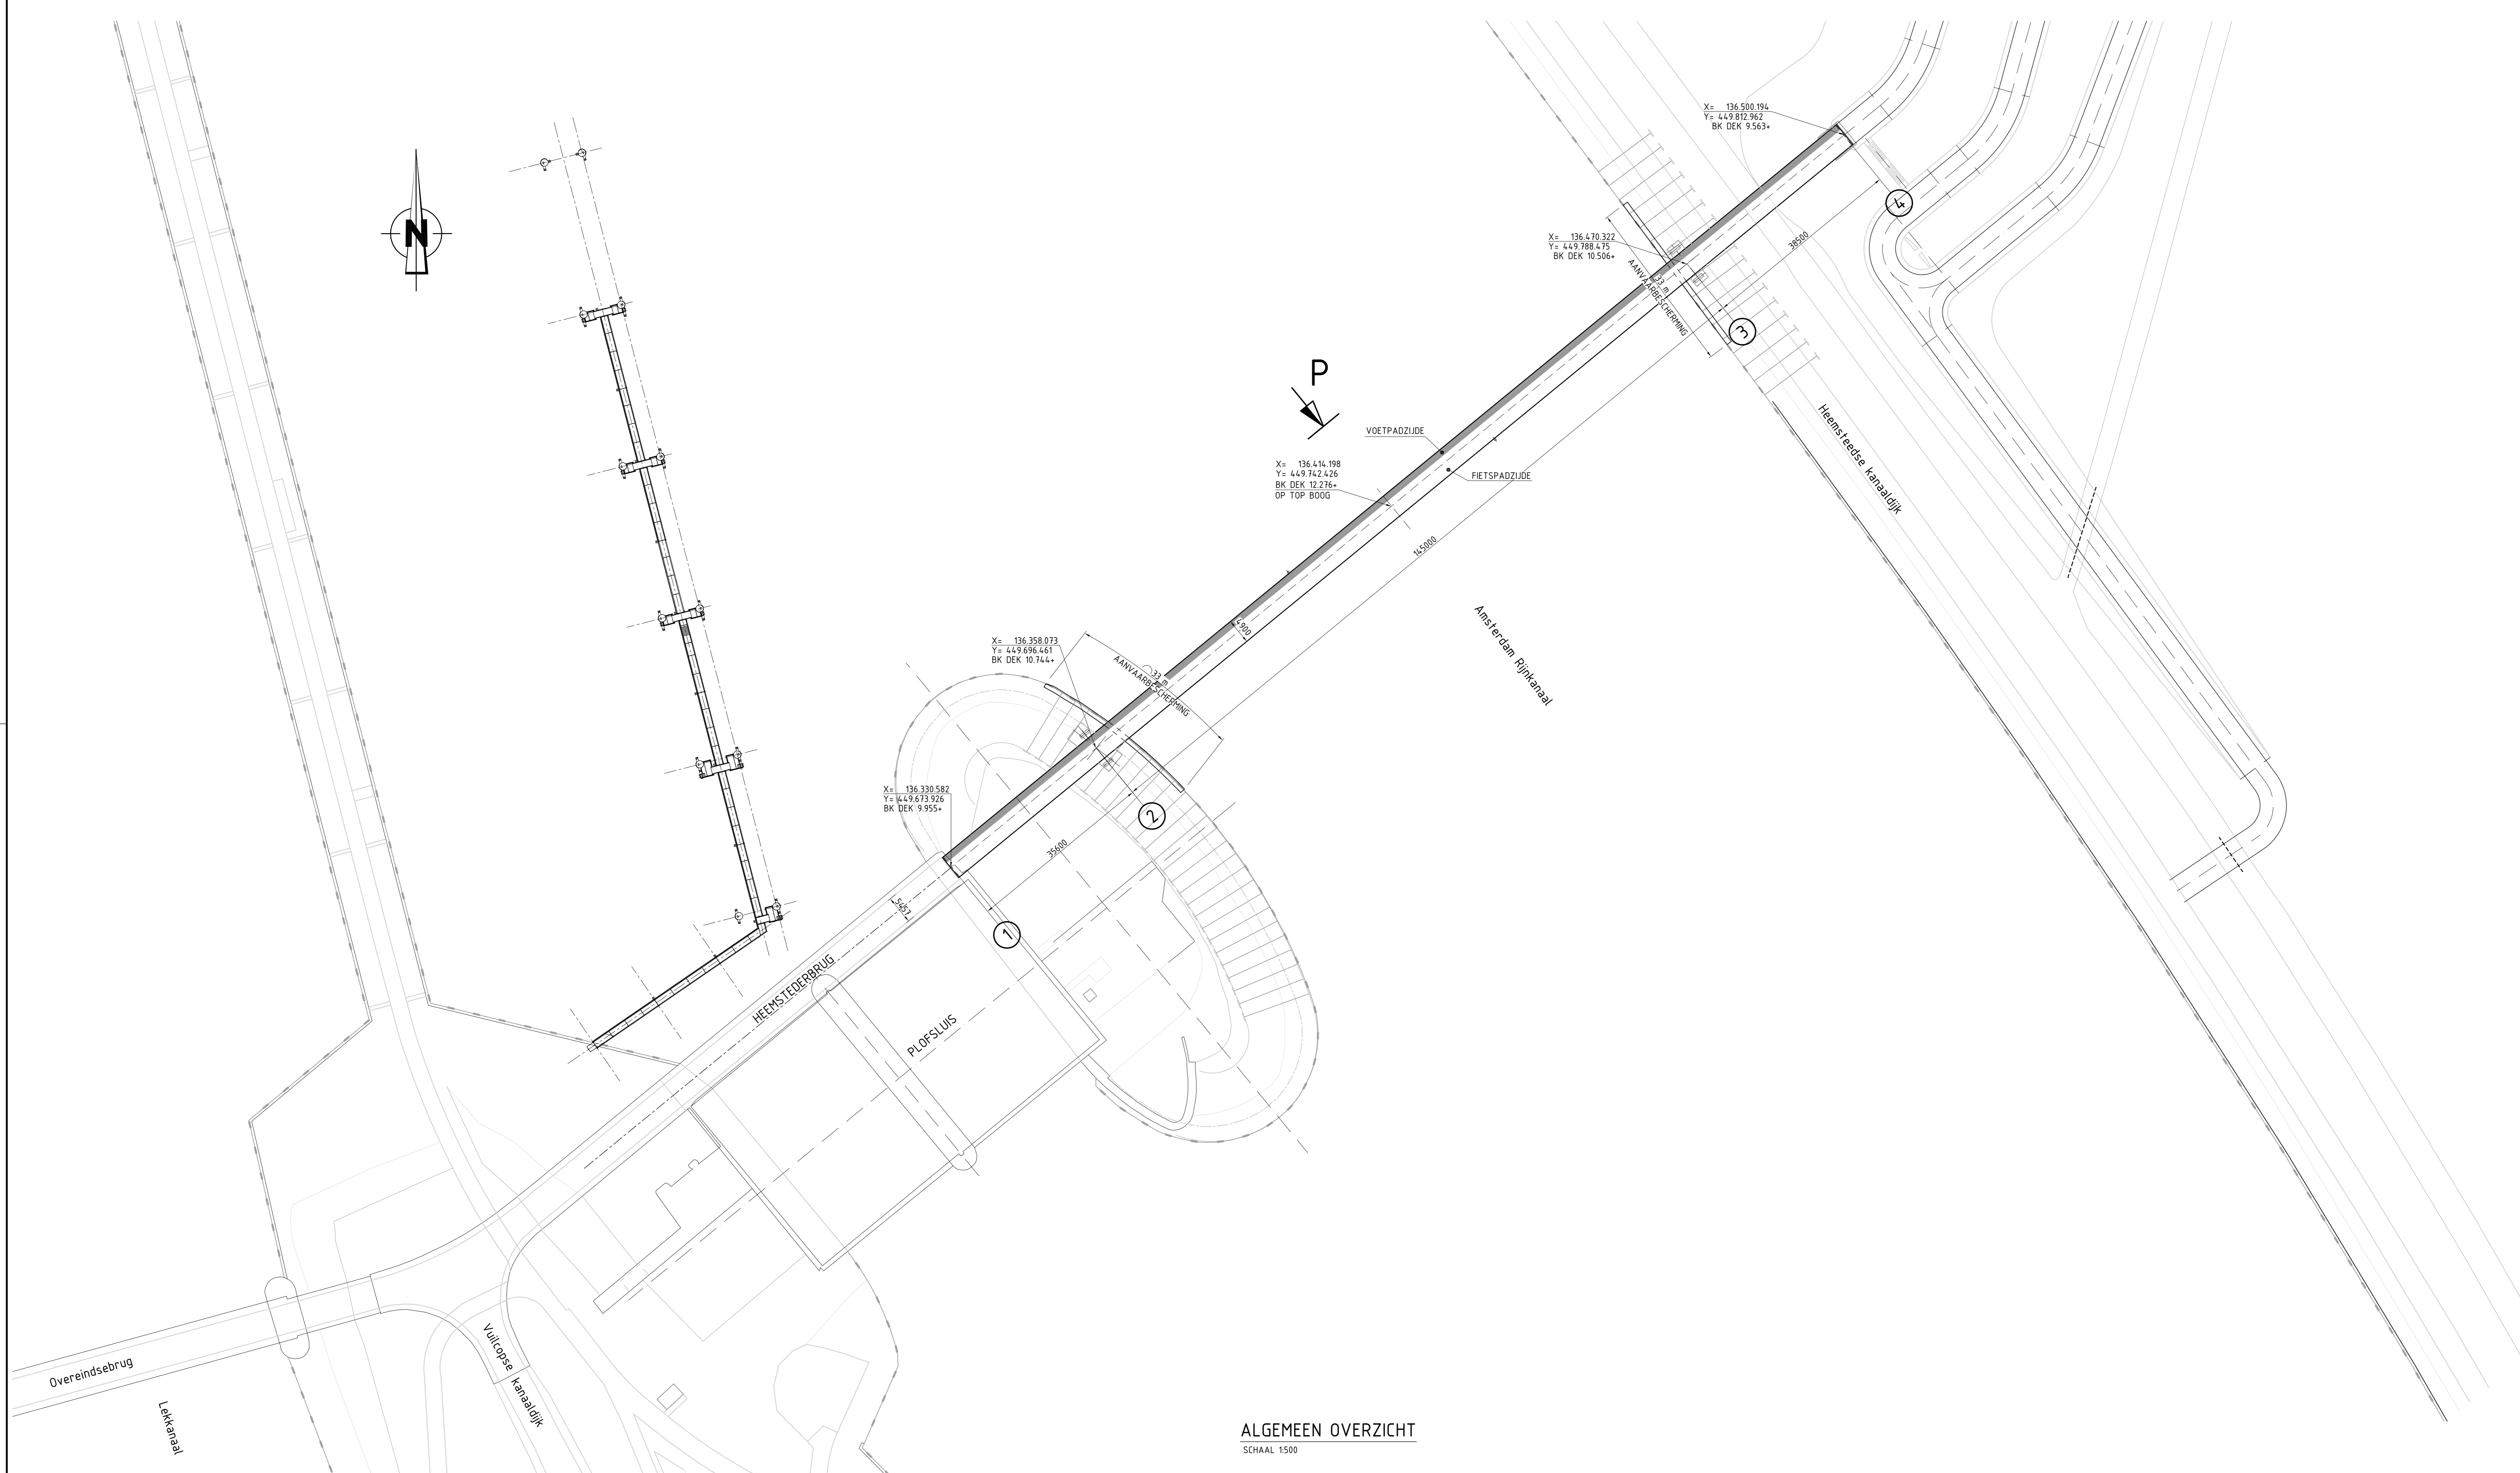 N
X= 136.500.194
Y= 449.812.962
BK DEK 9.563+
4
X= 136.470.322
Y= 449.788.475
BK DEK 10.506+
38500
33 m
AANVAARBESCHERMING
3
P
VOETPADZIJDE
FIETSPADZIJDE
X= 136.414.198
Y= 449.742.426
BK DEK 12.276+
OP TOP BOOG
Heemsteedse kanaaldijk
145000
4900
Amsterdam Rijnkanaal
X= 136.358.073
Y= 449.696.461
BK DEK 10.744+
33 m
AANVAARBESCHERMING
X= 136.330.582
Y= 449.673.926
BK DEK 9.955+
2
35600
5457
1
HEEMSTEDERBRUG
PLOFSLUIS
Overeindsebrug
Lekkanaal
Vuilcopse kanaaldijk
ALGEMEEN OVERZICHT
SCHAAL 1:500